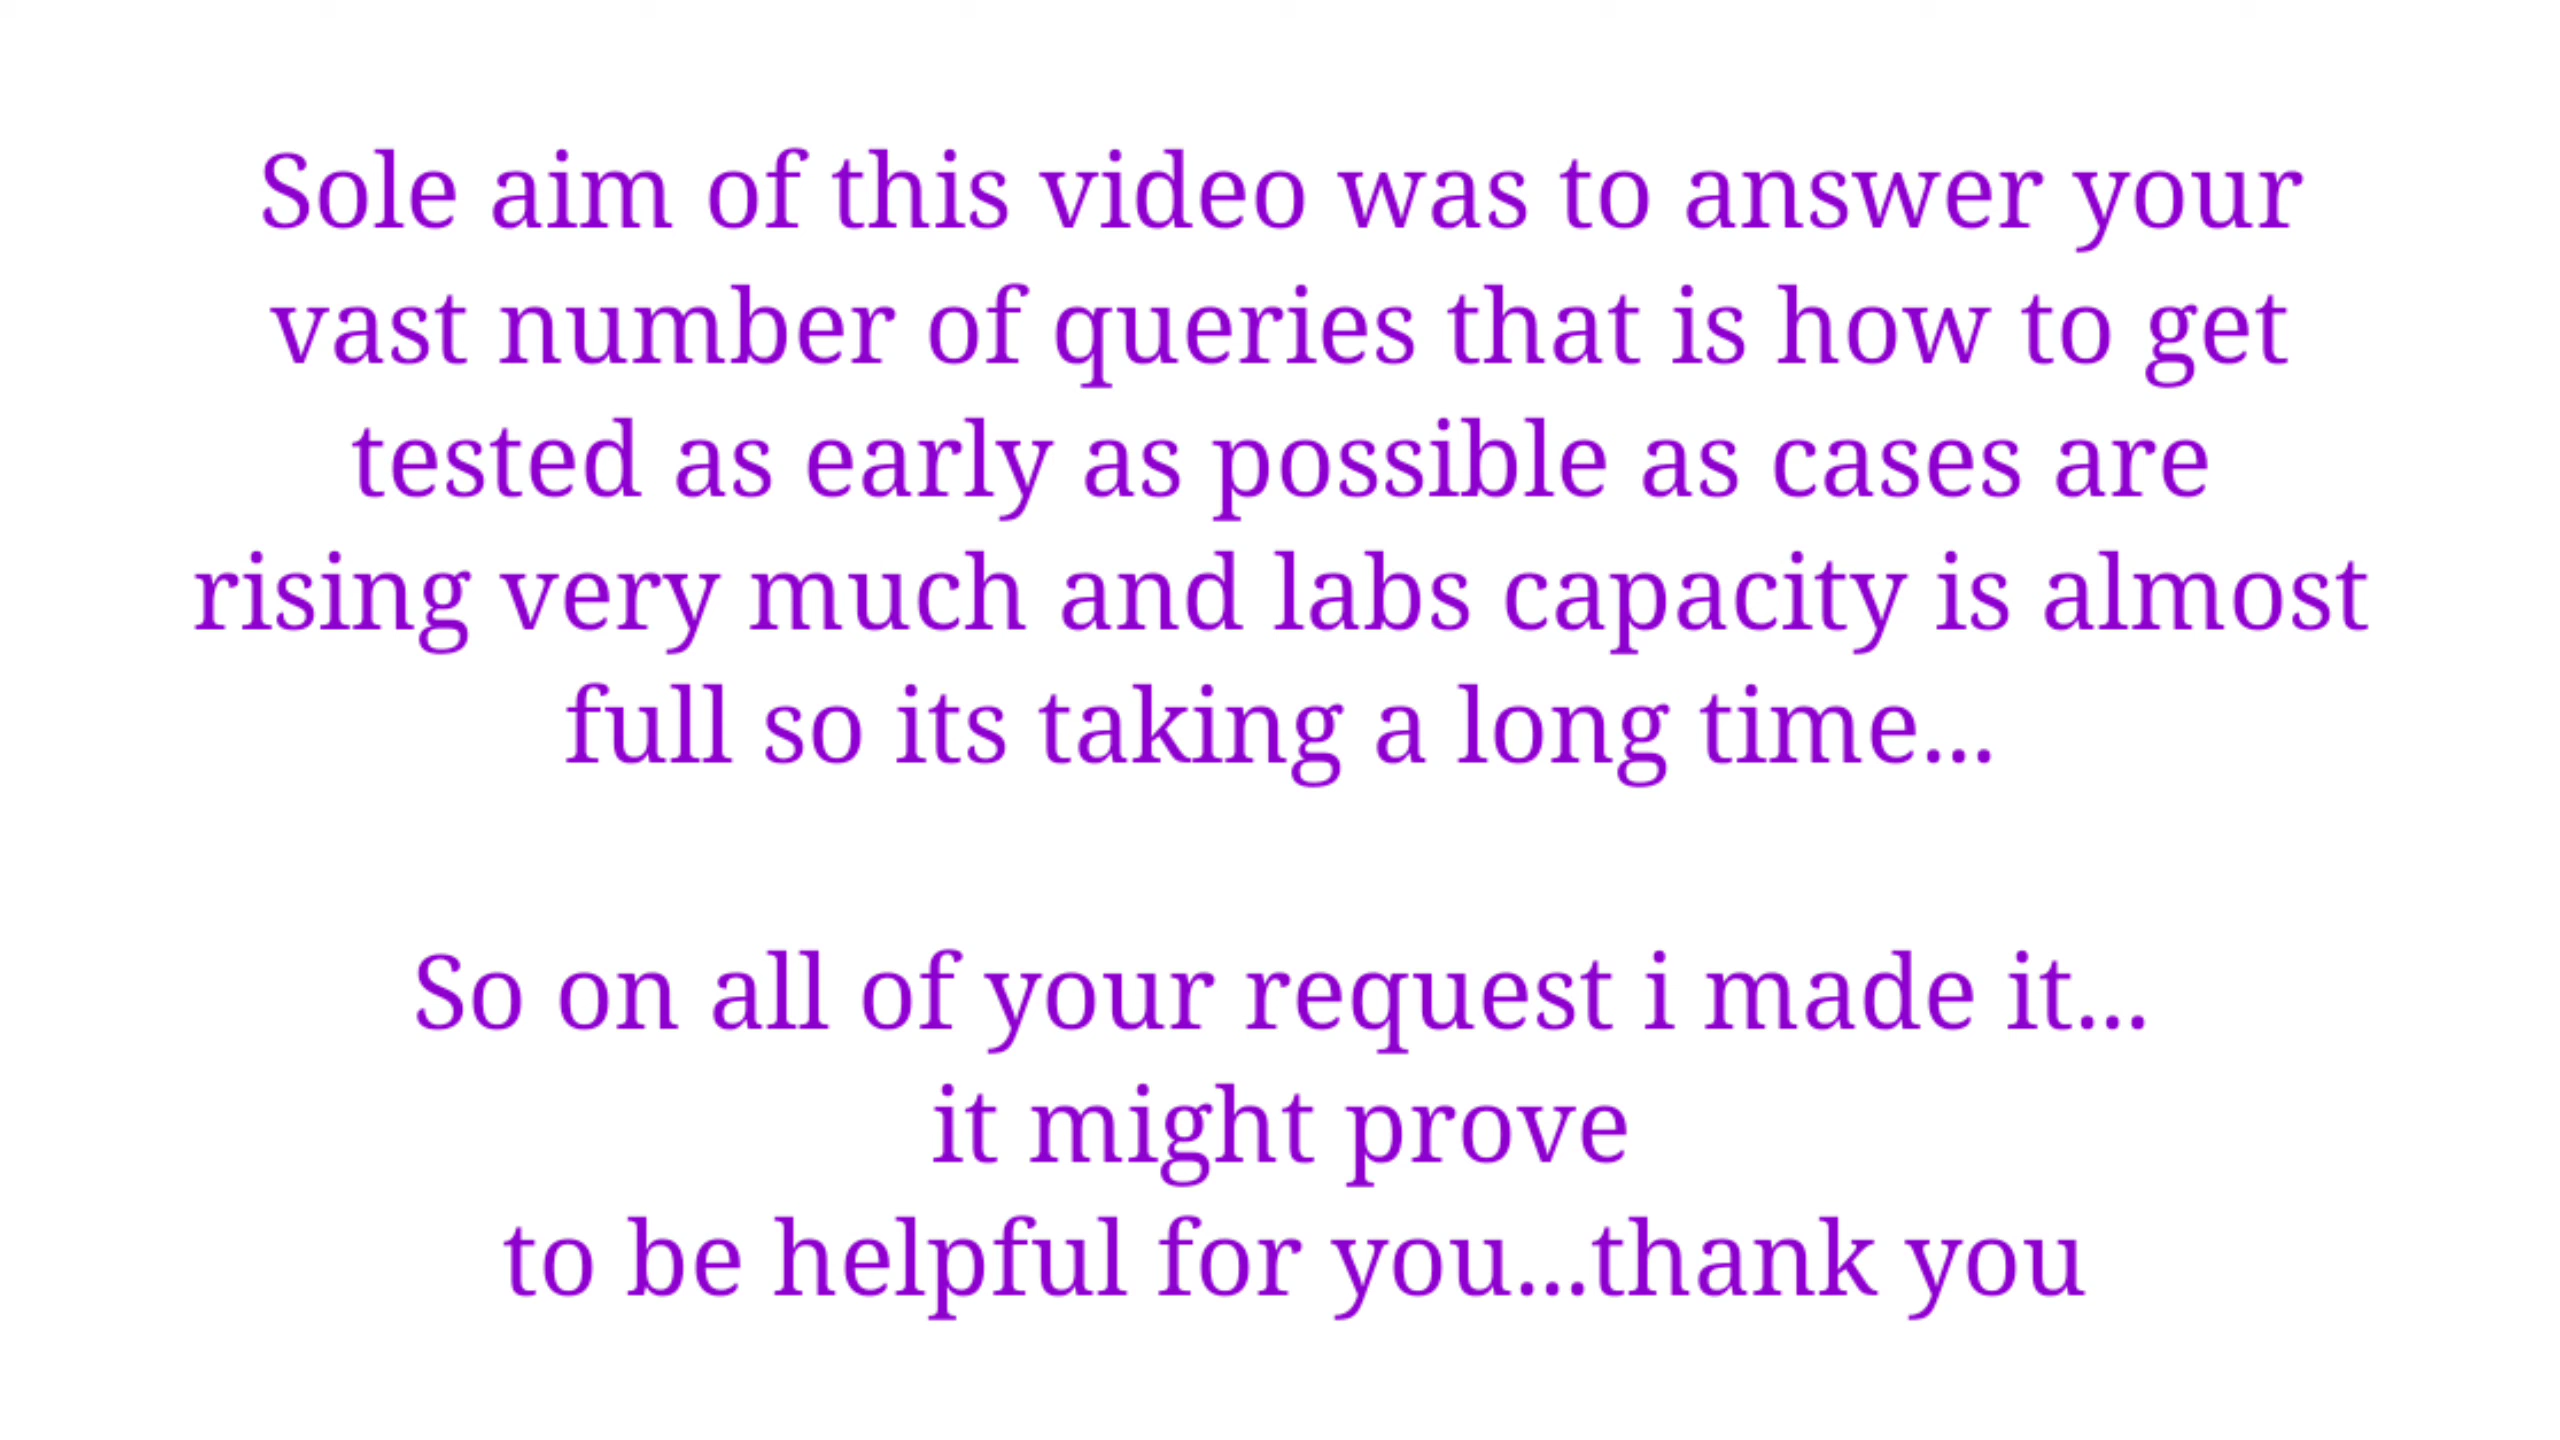 Sole aim of this video was to answer your
vast number of queries that is how to get
tested as early as possible as cases are
rising very much and labs capacity is almost
full so its taking a long time...
So on all of your request i made it...
it might prove
to be helpful for you...thank you